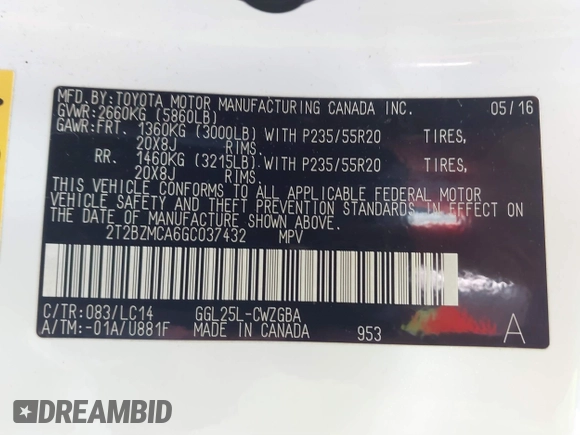 MFD.BY:TOYOTA MOTOR MANUFACTURING CANADA INC. 05/16
GVWR:2660KG (5860LB)
GAWR:FRT. 1360KG (3000LB) WITH P235/55R20 TIRES,
20X8J RIMS.
RR. 1460KG (3215LB) WITH P235/55R20 TIRES,
20X8J RIMS.
THIS VEHICLE CONFORMS TO ALL APPLICABLE FEDERAL MOTOR
VEHICLE SAFETY AND THEFT PREVENTION STANDARDS IN EFFECT ON
THE DATE OF MANUFACTURE SHOWN ABOVE.
2T2BZMCA6GC037432 MPV
C/TR:083/LC14 GGL25L-CWZGBA
A/TM:-01A/U881F MADE IN CANADA 953 A
DREAMBID